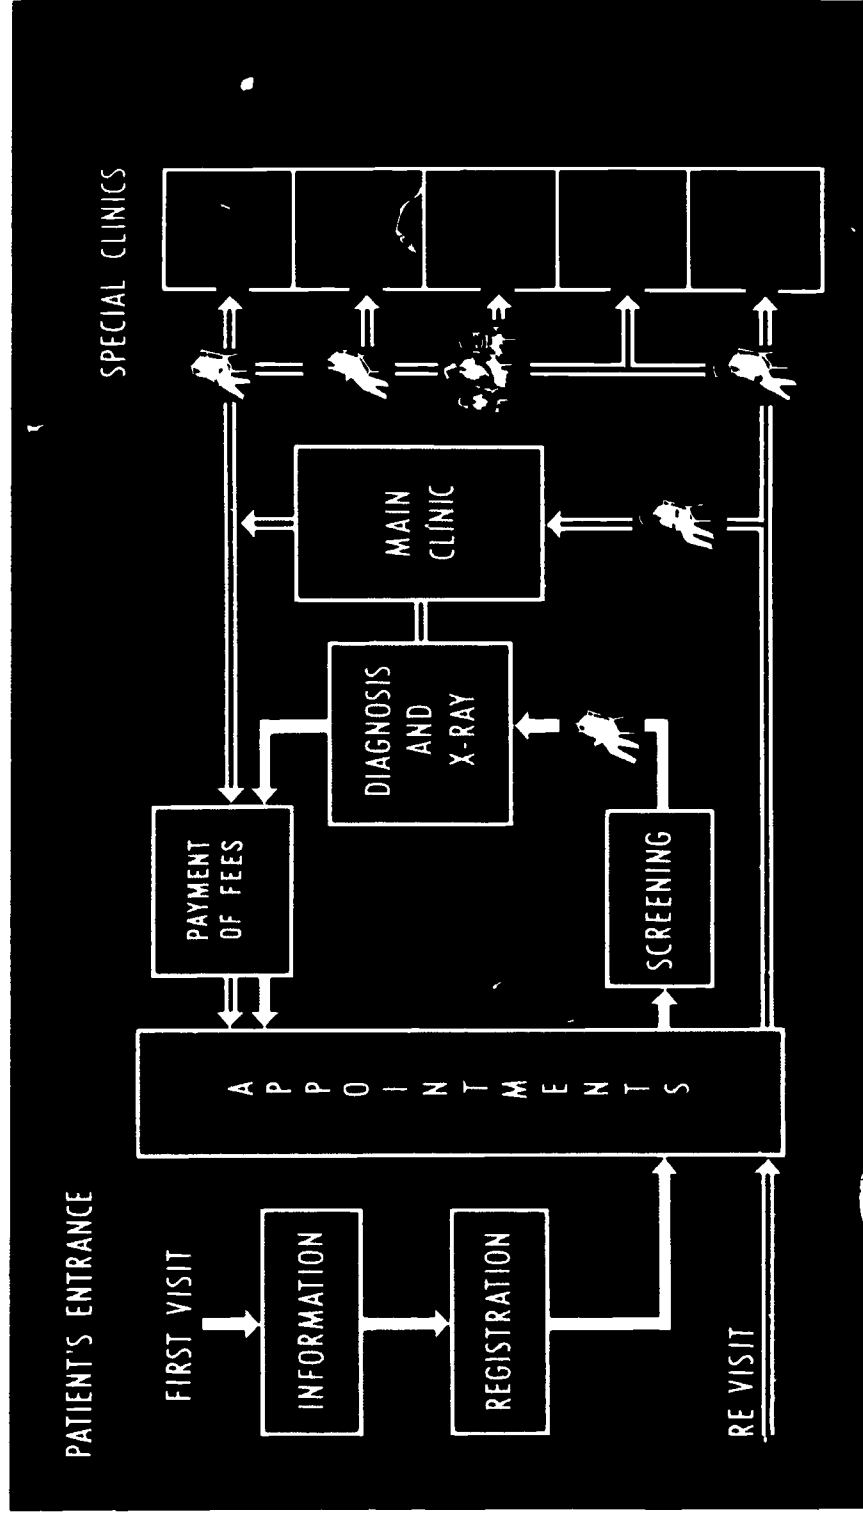 PATIENT'S ENTRANCE
FIRST VISIT
INFORMATION
REGISTRATION
RE VISIT
APPOINTMENTS
PAYMENT
OF FEES
SCREENING
DIAGNOSIS
AND
X-RAY
MAIN
CLINIC
SPECIAL CLINICS